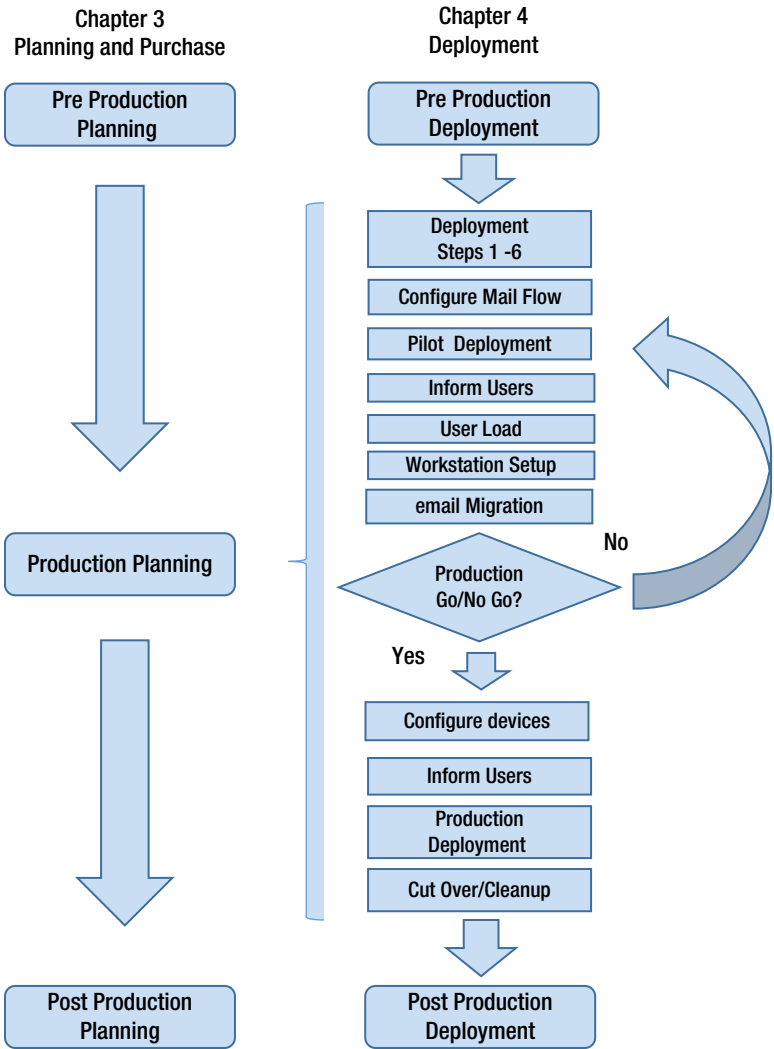 Chapter 3
Planning and Purchase
Pre Production
Planning
Production Planning
Post Production
Planning
Chapter 4
Deployment
Pre Production
Deployment
Deployment
Steps 1 -6
Configure Mail Flow
Pilot Deployment
Inform Users
User Load
Workstation Setup
email Migration
Production
Go/No Go?
No
Yes
Configure devices
Inform Users
Production
Deployment
Cut Over/Cleanup
Post Production
Deployment